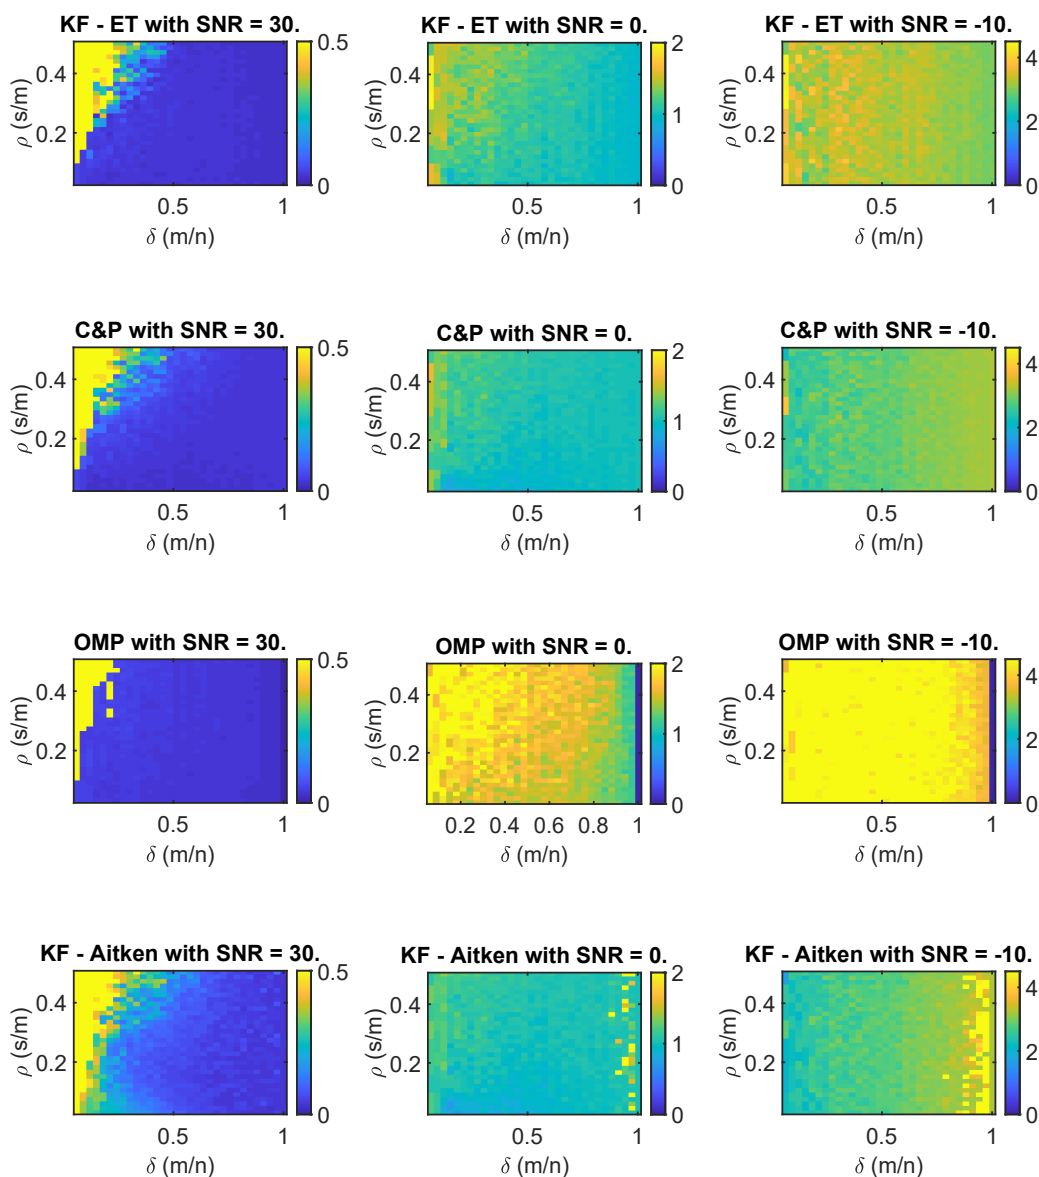 KF - ET with SNR = 30.
0.5
0.4
0.2
0
ρ (s/m)
0.5
1
δ (m/n)
KF - ET with SNR = 0.
2
1
0
0.4
0.2
ρ (s/m)
0.5
1
δ (m/n)
KF - ET with SNR = -10.
4
2
0
0.4
0.2
ρ (s/m)
0.5
1
δ (m/n)
C&P with SNR = 30.
0.5
0
0.4
0.2
ρ (s/m)
0.5
1
δ (m/n)
C&P with SNR = 0.
2
1
0
0.4
0.2
ρ (s/m)
0.5
1
δ (m/n)
C&P with SNR = -10.
4
2
0
0.4
0.2
ρ (s/m)
0.5
1
δ (m/n)
OMP with SNR = 30.
0.5
0
0.4
0.2
ρ (s/m)
0.5
1
δ (m/n)
OMP with SNR = 0.
2
1
0
0.4
0.2
ρ (s/m)
0.2 0.4 0.6 0.8 1
δ (m/n)
OMP with SNR = -10.
4
2
0
0.4
0.2
ρ (s/m)
0.5
1
δ (m/n)
KF - Aitken with SNR = 30.
0.5
0
0.4
0.2
ρ (s/m)
0.5
1
δ (m/n)
KF - Aitken with SNR = 0.
2
1
0
0.4
0.2
ρ (s/m)
0.5
1
δ (m/n)
KF - Aitken with SNR = -10.
4
2
0
0.4
0.2
ρ (s/m)
0.5
1
δ (m/n)